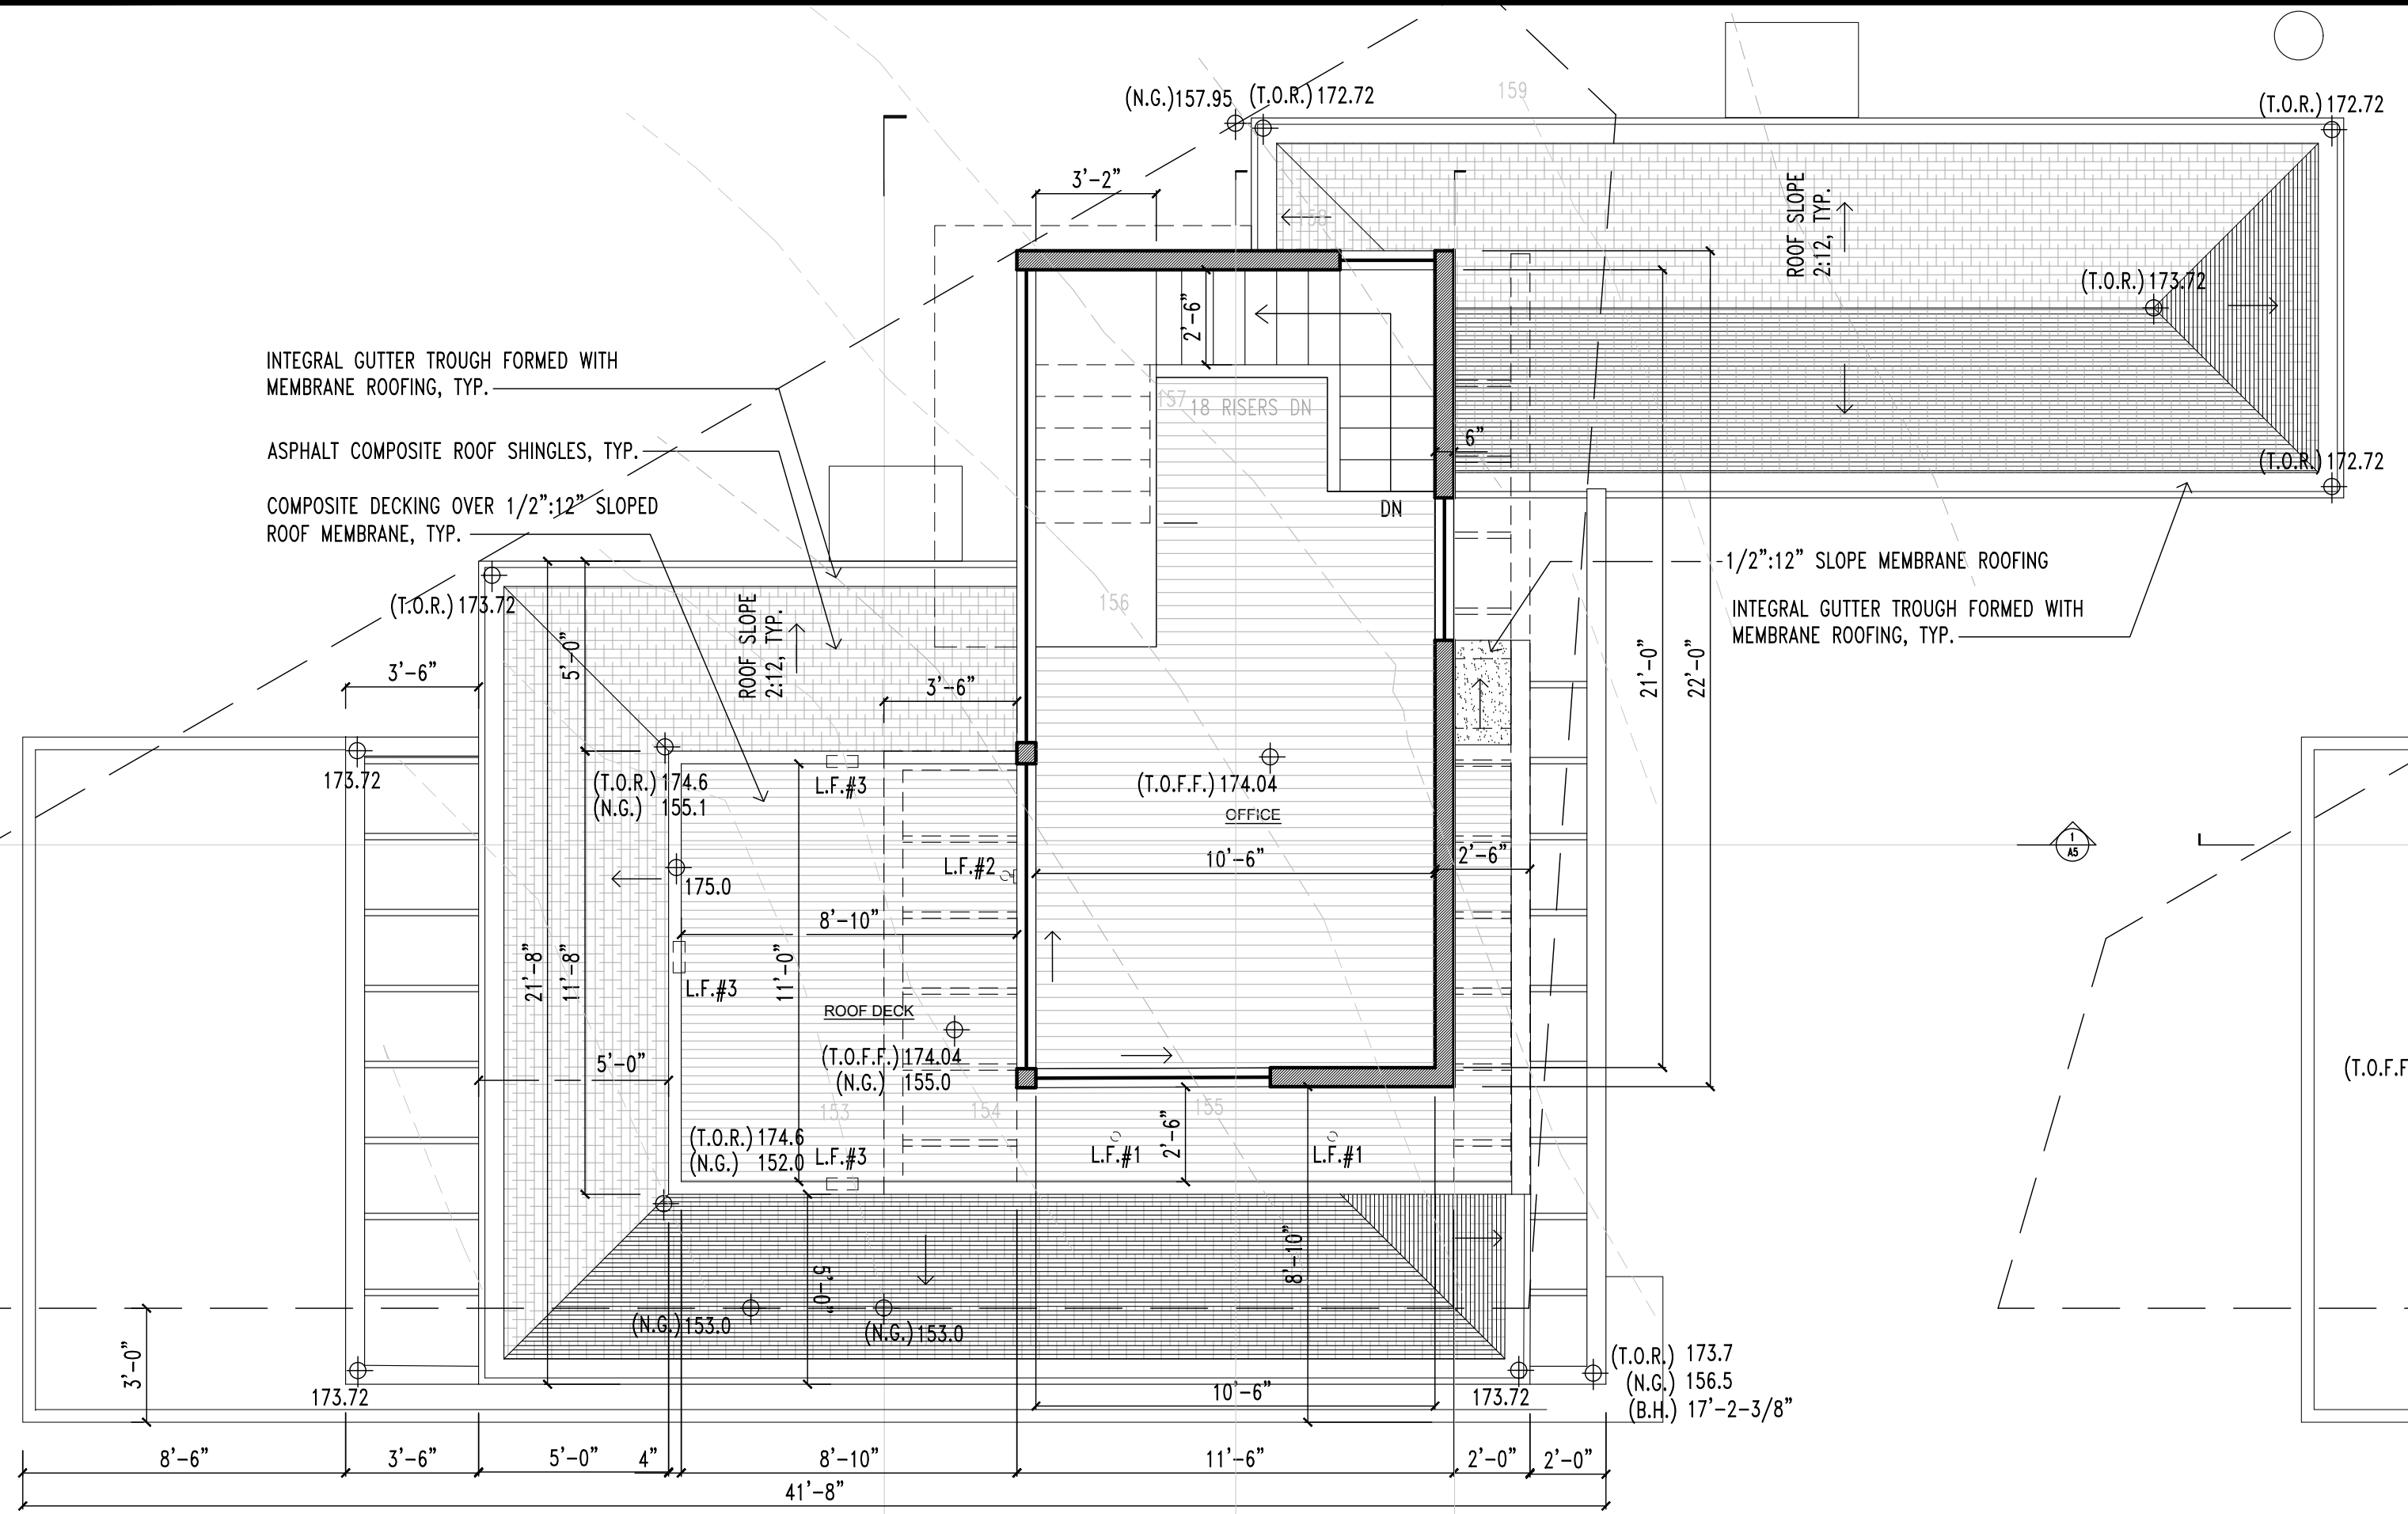 159
(N.G.)157.95
(T.O.R.) 172.72
(T.O.R.) 172.72
3'-2"
158
ROOF SLOPE
2:12, TYP.
(T.O.R.) 173.72
2'-6"
INTEGRAL GUTTER TROUGH FORMED WITH
MEMBRANE ROOFING, TYP.
157
18 RISERS DN
6"
ASPHALT COMPOSITE ROOF SHINGLES, TYP.
(T.O.R.) 172.72
COMPOSITE DECKING OVER 1/2":12" SLOPED
ROOF MEMBRANE, TYP.
DN
1/2":12" SLOPE MEMBRANE ROOFING
(T.O.R.) 173.72
156
INTEGRAL GUTTER TROUGH FORMED WITH
MEMBRANE ROOFING, TYP.
5'-0"
ROOF SLOPE
2:12, TYP.
21'-0"
22'-0"
3'-6"
3'-6"
173.72
(T.O.R.) 174.6
(N.G.) 155.1
L.F.#3
(T.O.F.F.) 174.04
OFFICE
1
A5
10'-6"
2'-6"
L.F.#2
175.0
8'-10"
21'-8"
11'-8"
11'-0"
L.F.#3
ROOF DECK
5'-0"
(T.O.F.F.) 174.04
(N.G.) 155.0
(T.O.F.F
153
154
155
(T.O.R.) 174.6
(N.G.) 152.0
L.F.#3
L.F.#1
2'-6"
L.F.#1
8'-10"
5'-0"
(N.G.) 153.0
(N.G.) 153.0
3'-0"
(T.O.R.) 173.7
(N.G.) 156.5
(B.H.) 17'-2-3/8"
173.72
10'-6"
173.72
8'-6"
3'-6"
5'-0"
4"
8'-10"
11'-6"
2'-0"
2'-0"
41'-8"